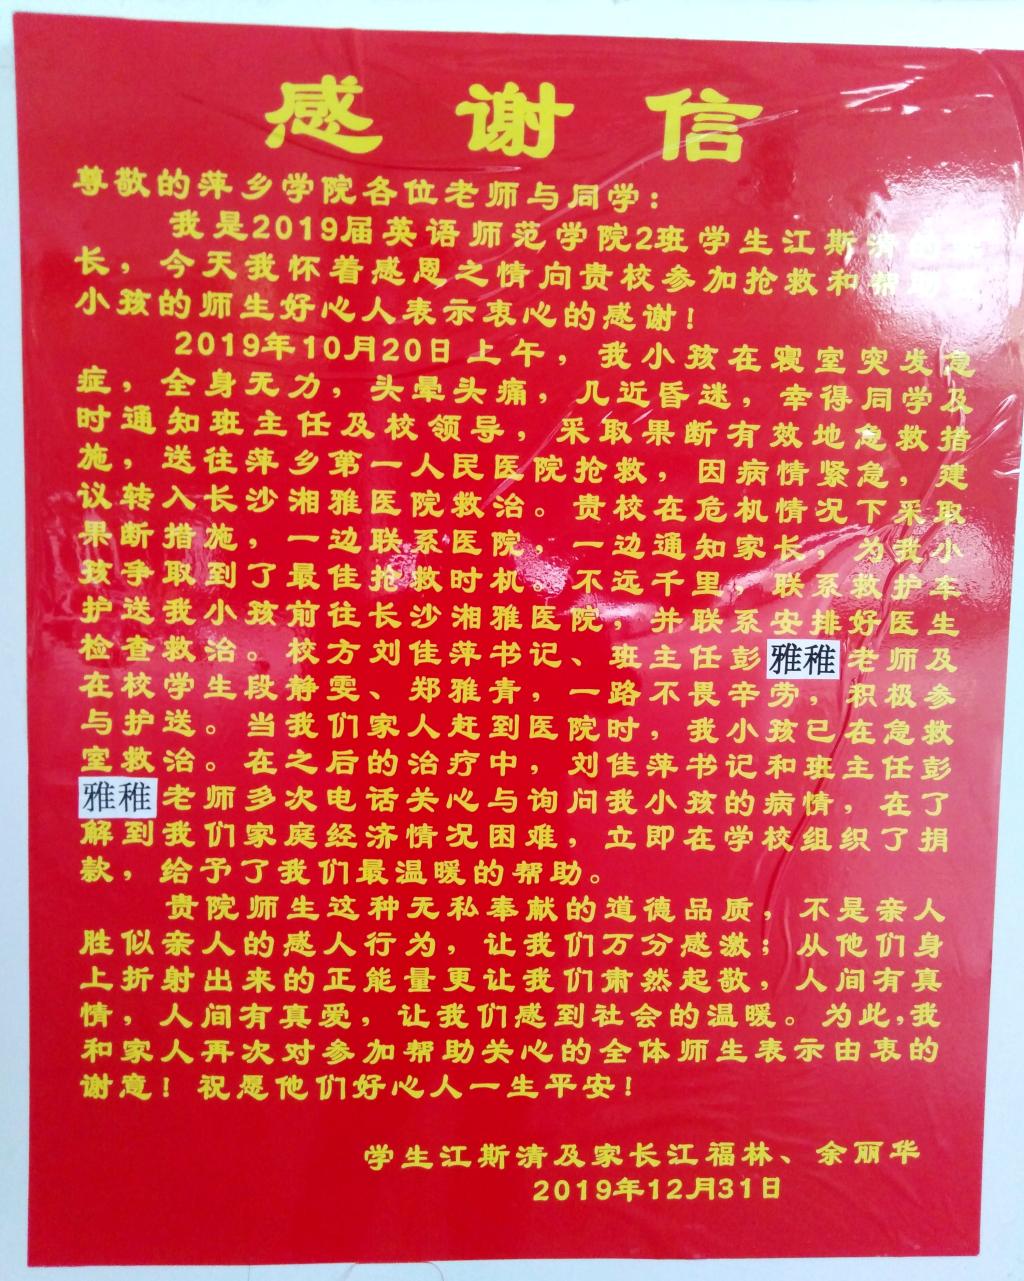 感谢信
尊敬的萍乡学院各位老师与同学：
我是2019届英语师范学院2班学生江斯清的家
长，今天我怀着感恩之情向贵校参加抢救和帮助
小孩的师生好心人表示衷心的感谢！
2019年10月20日上午，我小孩在寝室突发急
症，全身无力，头晕头痛，几近昏迷，幸得同学及
时通知班主任及校领导，采取果断有效地急救措
施，送往萍乡第一人民医院抢救，因病情紧急，建
议转入长沙湘雅医院救治。贵校在危机情况下采取
果断措施，一边联系医院，一边通知家长，为我小
孩争取到了最佳抢救时机。不远千里，联系救护车
护送我小孩前往长沙湘雅医院，并联系安排好医生
检查救治。校方刘佳萍书记、班主任彭雅稚老师及
在校学生段静雯、郑雅青，一路不畏辛劳，积极参
与护送。当我们家人赶到医院时，我小孩已在急救
室救治。在之后的治疗中，刘佳萍书记和班主任彭
雅稚老师多次电话关心与询问我小孩的病情，在了
解到我们家庭经济情况困难，立即在学校组织了捐
款，给予了我们最温暖的帮助。
贵院师生这种无私奉献的道德品质，不是亲人
胜似亲人的感人行为，让我们万分感激；从他们身
上折射出来的正能量更让我们肃然起敬，人间有真
情，人间有真爱，让我们感到社会的温暖。为此，我
和家人再次对参加帮助关心的全体师生表示由衷的
谢意！祝愿他们好心人一生平安！
学生江斯清及家长江福林、余丽华
2019年12月31日